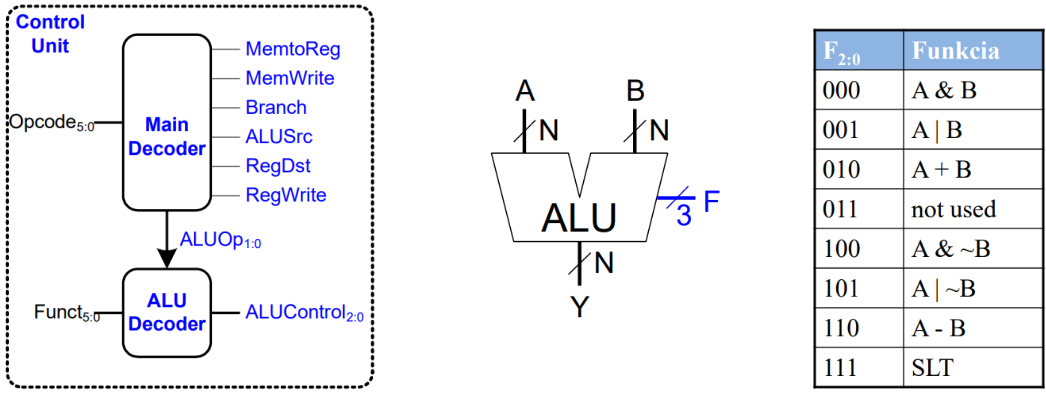 Control
Unit
Opcode5:0
Main
Decoder
MemtoReg
MemWrite
Branch
ALUSrc
RegDst
RegWrite
ALUOp1:0
Funct5:0
ALU
Decoder
ALUControl2:0
A B
N N
ALU
3 F
N
Y
F2:0 Funkcia
000 A & B
001 A | B
010 A + B
011 not used
100 A & ~B
101 A | ~B
110 A - B
111 SLT